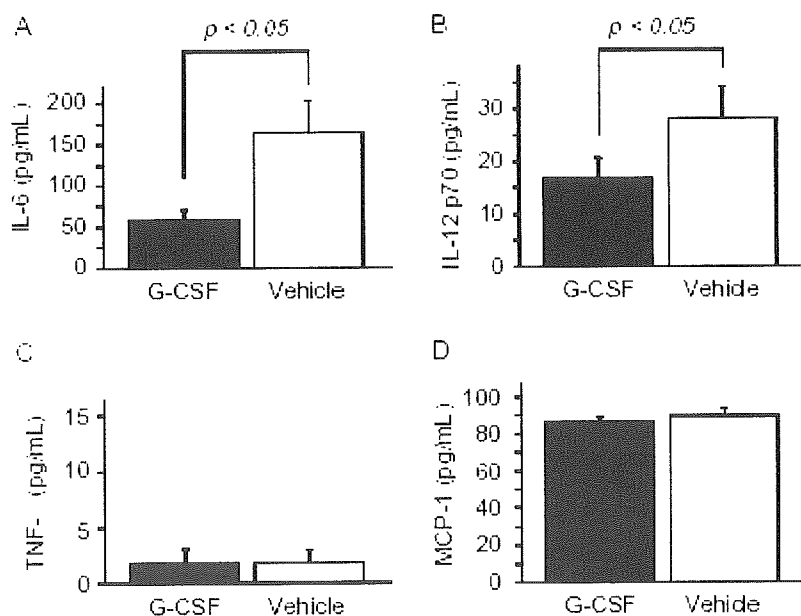 A
p < 0.05
IL-6 (pg/mL)
200
150
100
50
0
G-CSF
Vehicle
B
p < 0.05
IL-12 p70 (pg/mL)
30
20
10
0
G-CSF
Vehicle
C
TNF- (pg/mL)
15
10
5
0
G-CSF
Vehicle
D
MCP-1 (pg/mL)
100
80
60
40
20
0
G-CSF
Vehicle